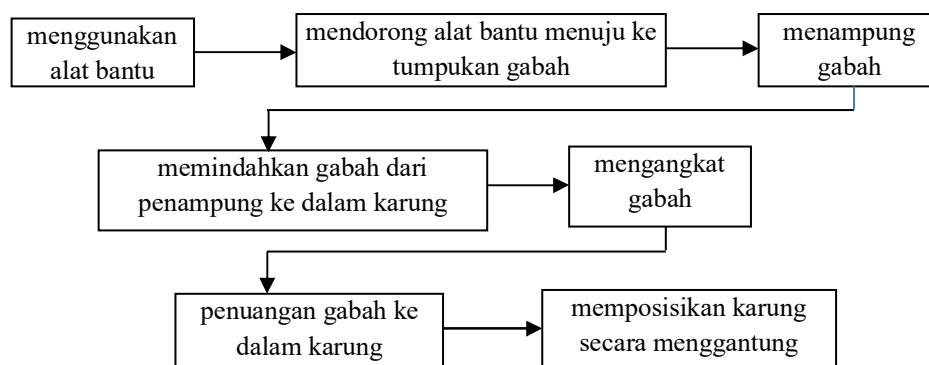 menggunakan
alat bantu
mendorong alat bantu menuju ke
tumpukan gabah
menampung
gabah
memindahkan gabah dari
penampung ke dalam karung
mengangkat
gabah
penuangan gabah ke
dalam karung
memposisikan karung
secara menggantung